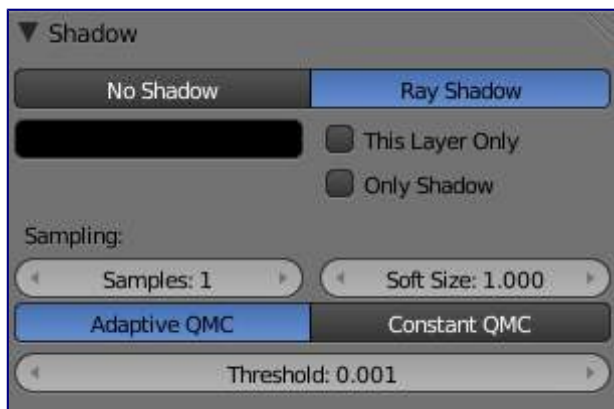 Shadow
No Shadow Ray Shadow
This Layer Only
Only Shadow
Sampling:
Samples: 1 Soft Size: 1.000
Adaptive QMC Constant QMC
Threshold: 0.001